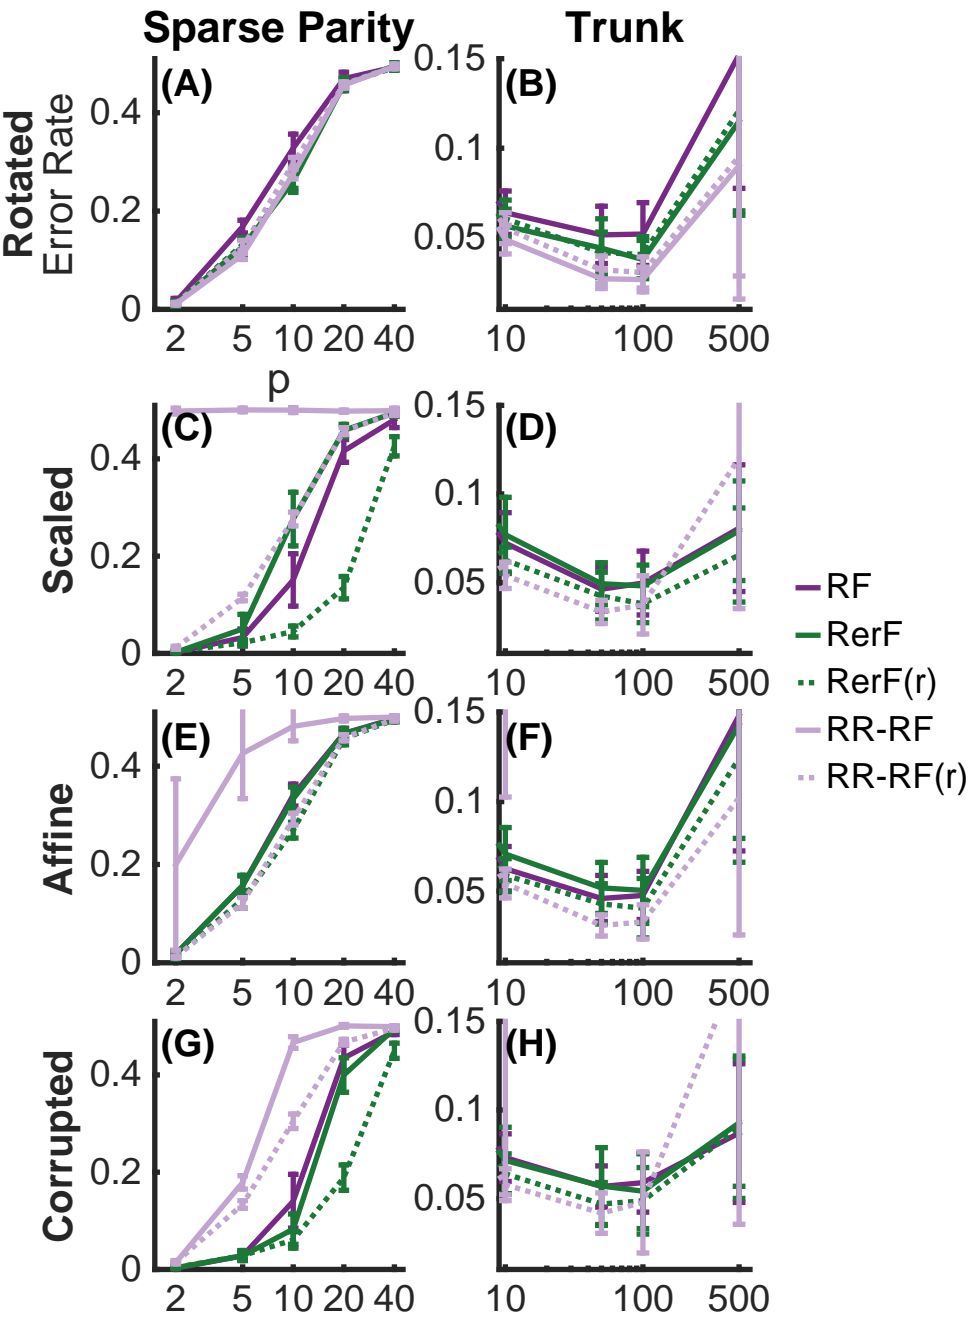 Sparse Parity Trunk
Rotated
Error Rate
(A)
0.4
0.2
0
2 5 10 20 40
p
(B)
0.15
0.1
0.05
10 100 500
Scaled
(C)
0.4
0.2
0
2 5 10 20 40
(D)
0.15
0.1
0.05
10 100 500
RF
RerF
RerF(r)
RR-RF
RR-RF(r)
Affine
(E)
0.4
0.2
0
2 5 10 20 40
(F)
0.15
0.1
0.05
10 100 500
Corrupted
(G)
0.4
0.2
0
2 5 10 20 40
(H)
0.15
0.1
0.05
10 100 500